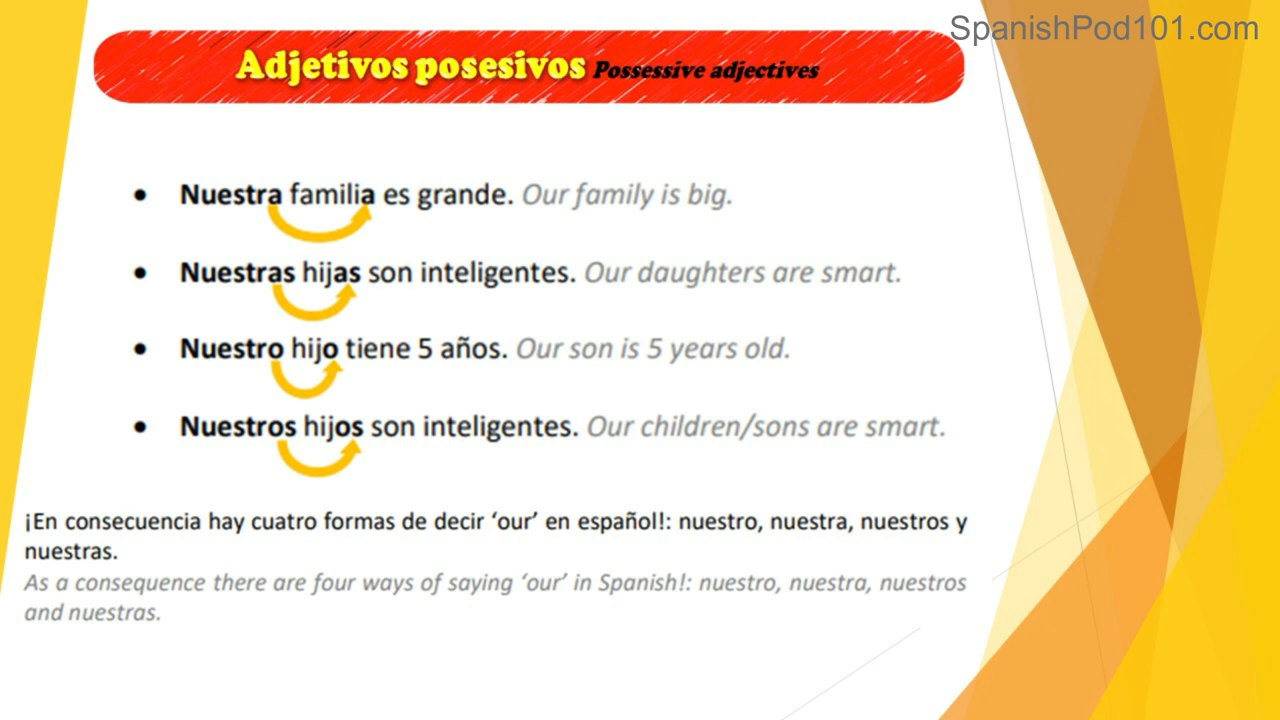 SpanishPod101.com
Adjetivos posesivos Possessive adjectives
• Nuestra familia es grande. Our family is big.
• Nuestras hijas son inteligentes. Our daughters are smart.
• Nuestro hijo tiene 5 años. Our son is 5 years old.
• Nuestros hijos son inteligentes. Our children/sons are smart.
¡En consecuencia hay cuatro formas de decir ‘our’ en español!: nuestro, nuestra, nuestros y
nuestras.
As a consequence there are four ways of saying ‘our’ in Spanish!: nuestro, nuestra, nuestros
and nuestras.